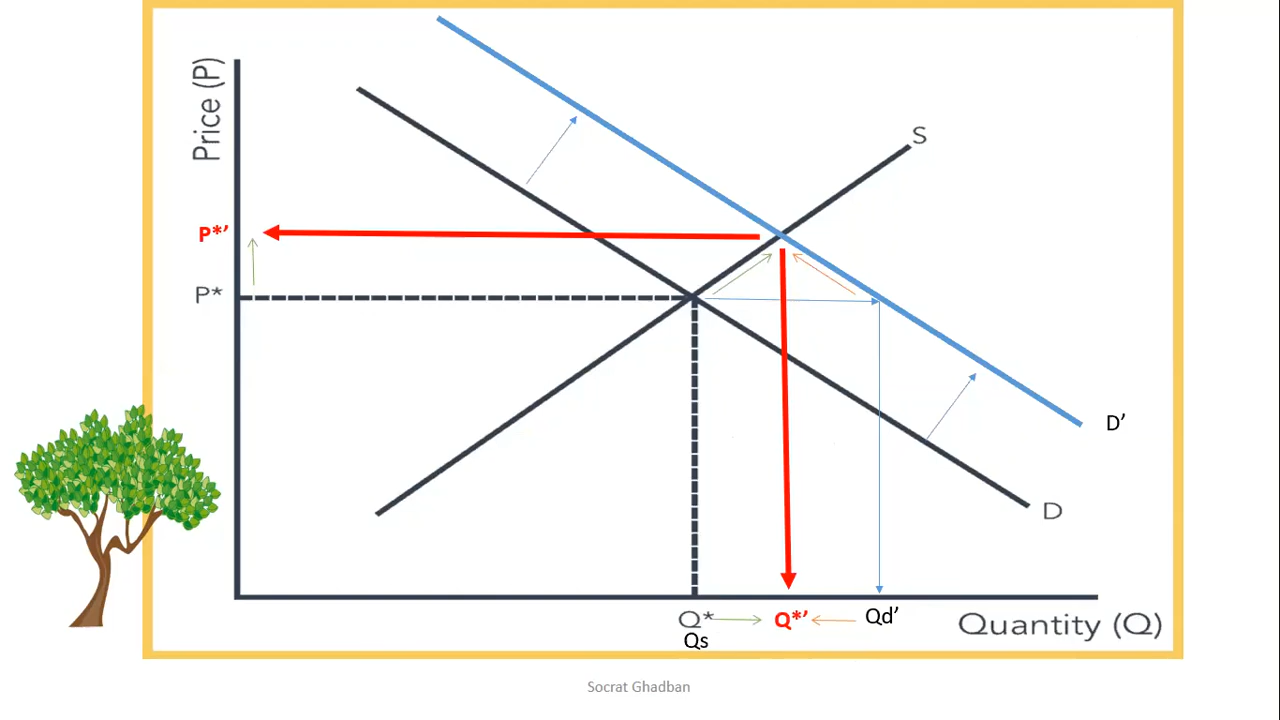 Price (P)
S
P*’
P*
D’
D
Q*
Q*’
Qd’
Quantity (Q)
Qs
Socrat Ghadban